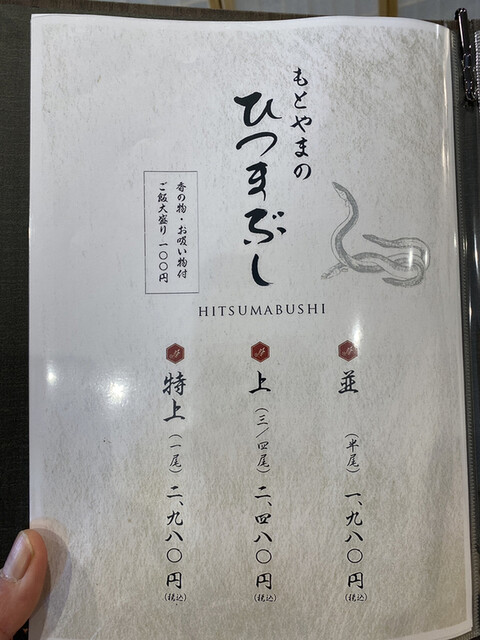 もとやまの
ひつまぶし
香の物・お吸い物付
ご飯大盛り 一〇〇円
HITSUMABUSHI
並（半尾）一、九八〇円（税込）
上（三／四尾）二、四八〇円（税込）
特上（一尾）二、九八〇円（税込）